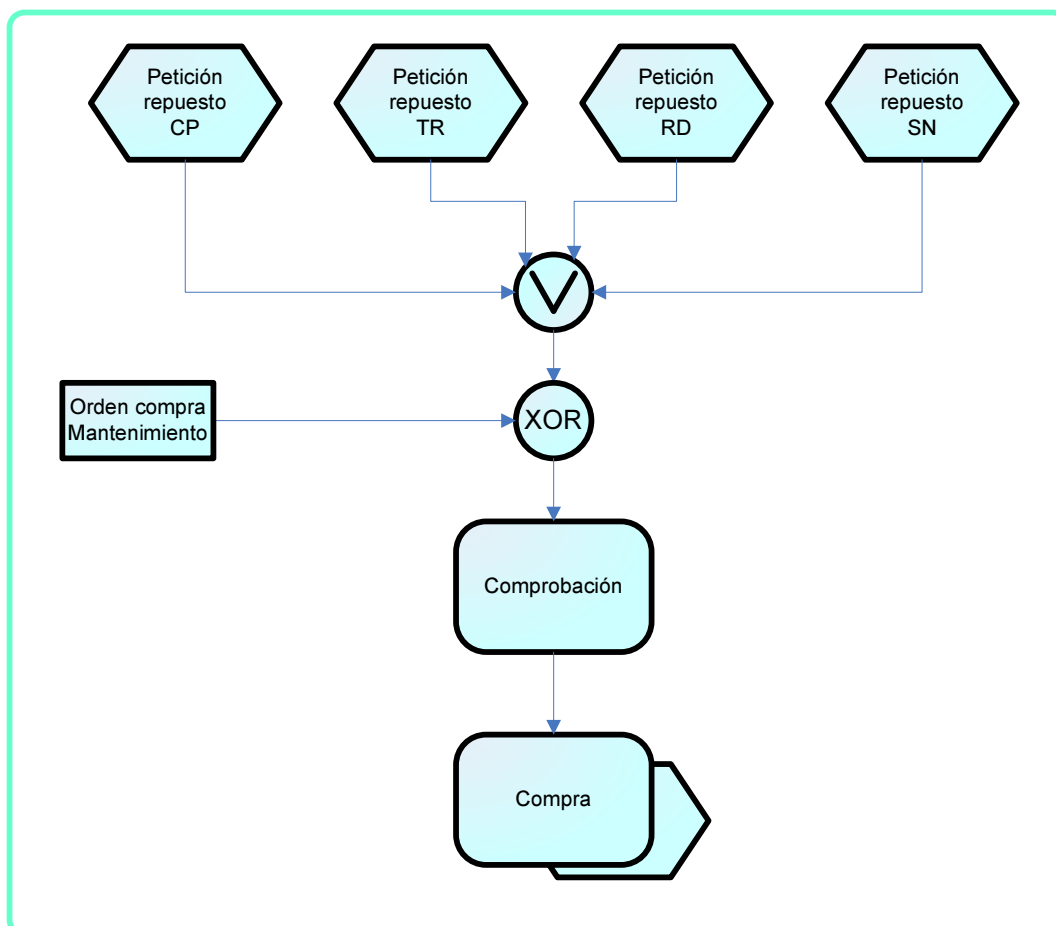 Petición
repuesto
CP
Petición
repuesto
TR
Petición
repuesto
RD
Petición
repuesto
SN
V
Orden compra
Mantenimiento
XOR
Comprobación
Compra